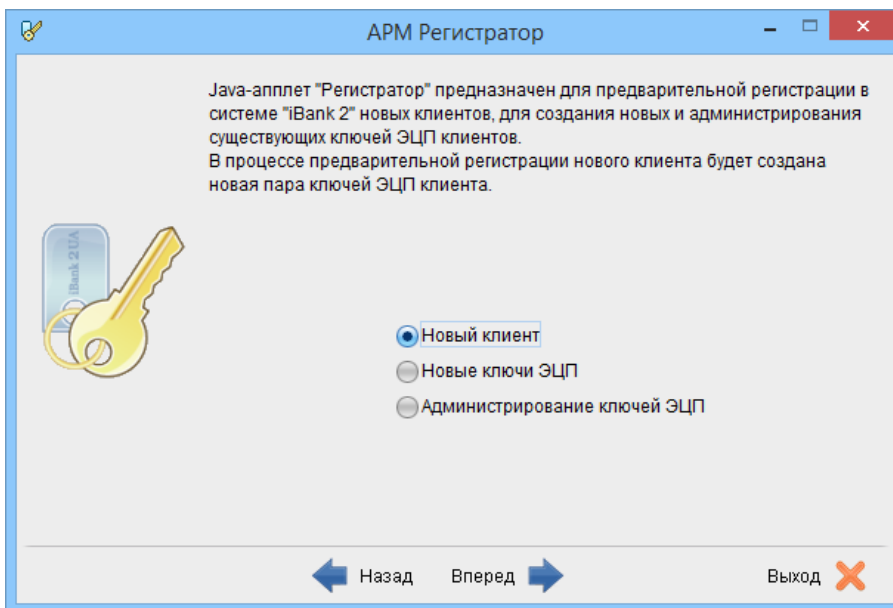 АРМ Регистратор
Java-апплет "Регистратор" предназначен для предварительной регистрации в
системе "iBank 2" новых клиентов, для создания новых и администрирования
существующих ключей ЭЦП клиентов.
В процессе предварительной регистрации нового клиента будет создана
новая пара ключей ЭЦП клиента.
iBank 2 UA
Новый клиент
Новые ключи ЭЦП
Администрирование ключей ЭЦП
Назад Вперед Выход